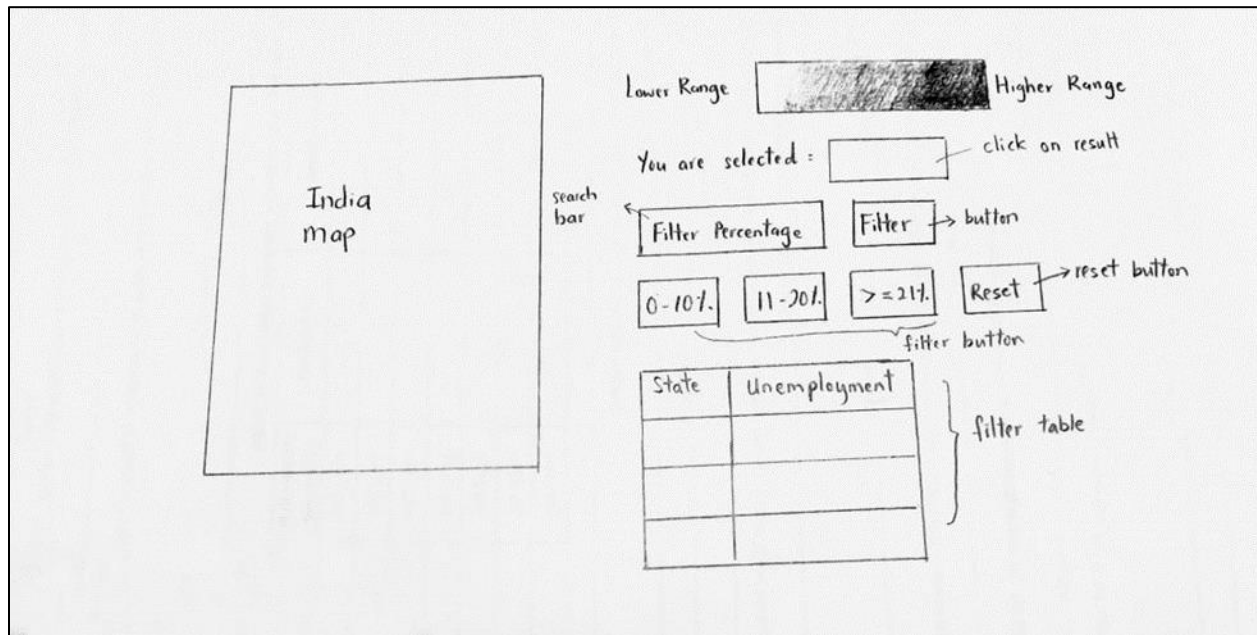 India
map
Lower Range
Higher Range
You are selected :
click on result
search
bar
Filter Percentage
Filter
button
0-10%.
11-20%.
>=21%.
Reset
reset button
filter button
State
Unemployment
filter table